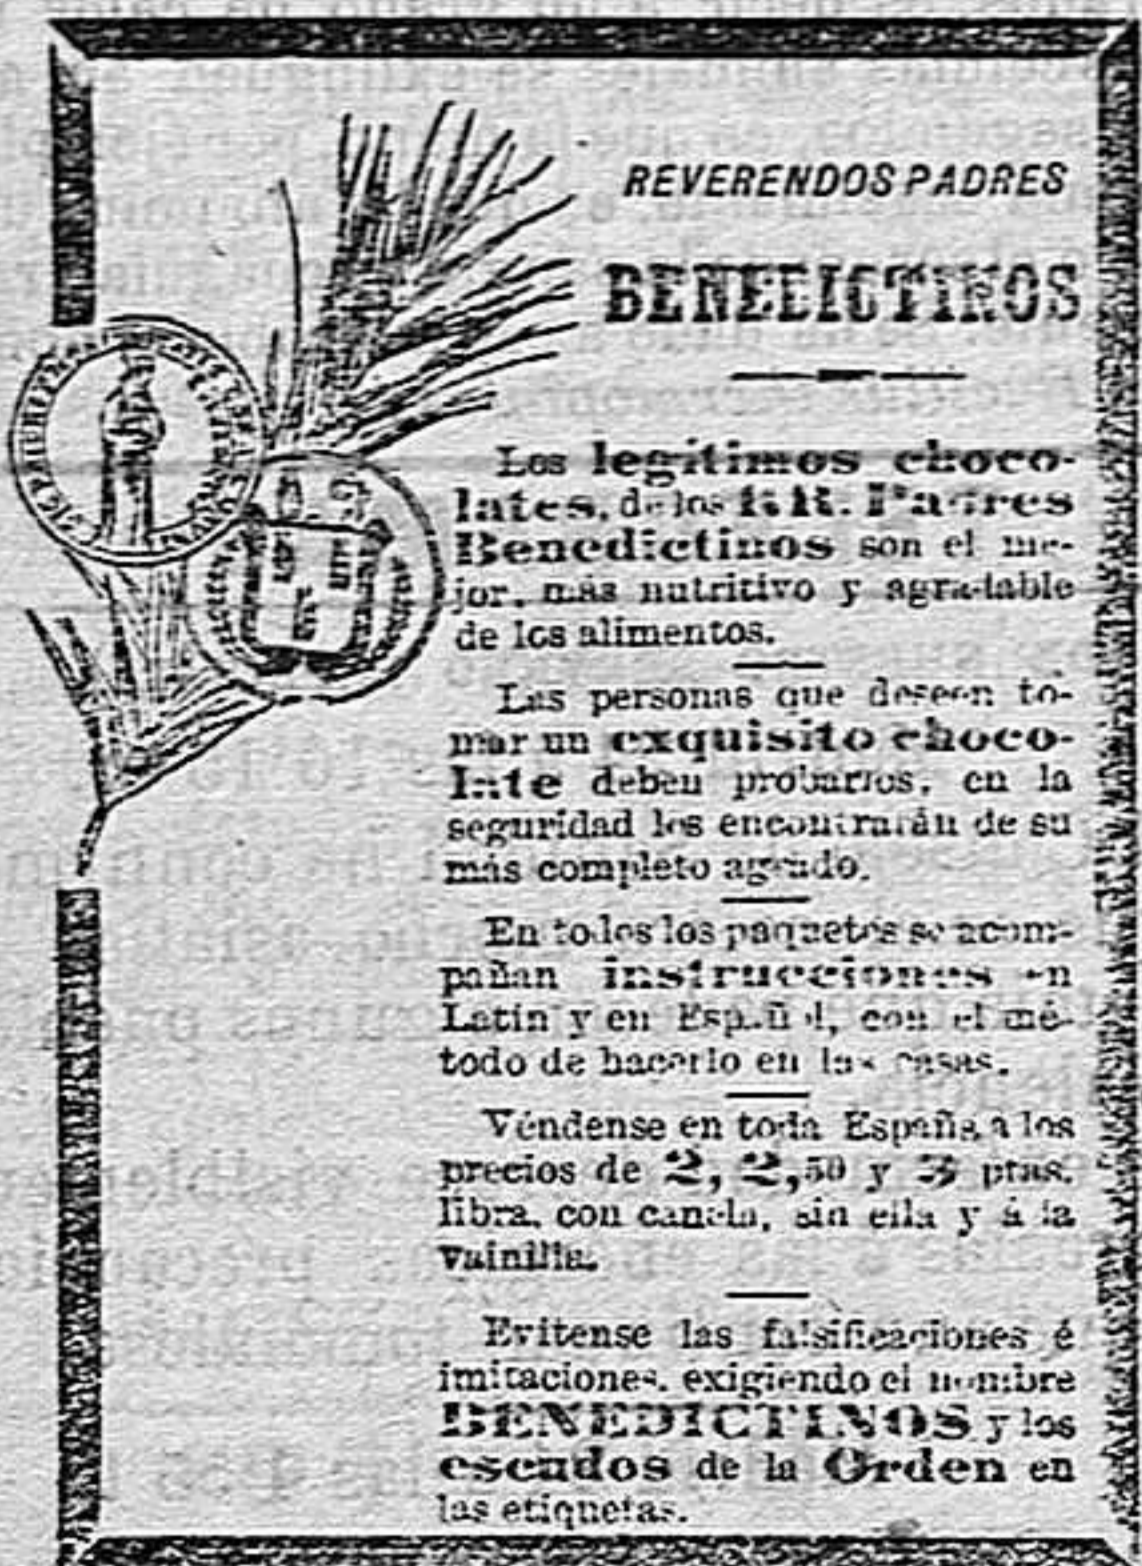 REVERENDOS PADRES
BENEDICTINOS
Los legítimos choco-
lates, de los RR. Padres
Benedictinos son el me-
jor, más nutritivo y agradable
de los alimentos.
Las personas que deseen to-
mar un exquisito choco-
late deben probarlos, en la
seguridad los encontrarán de su
más completo agrado.
En todos los paquetes se acom-
pañan instrucciones en
Latín y en Español, con el mé-
todo de hacerlo en las casas.
Véndense en toda España a los
precios de 2, 2,50 y 3 ptas.
libra, con canela, sin ella y á la
vainilla.
Evitense las falsificaciones é
imitaciones, exigiendo el nombre
BENEDICTINOS y los
escudos de la Orden en
las etiquetas.